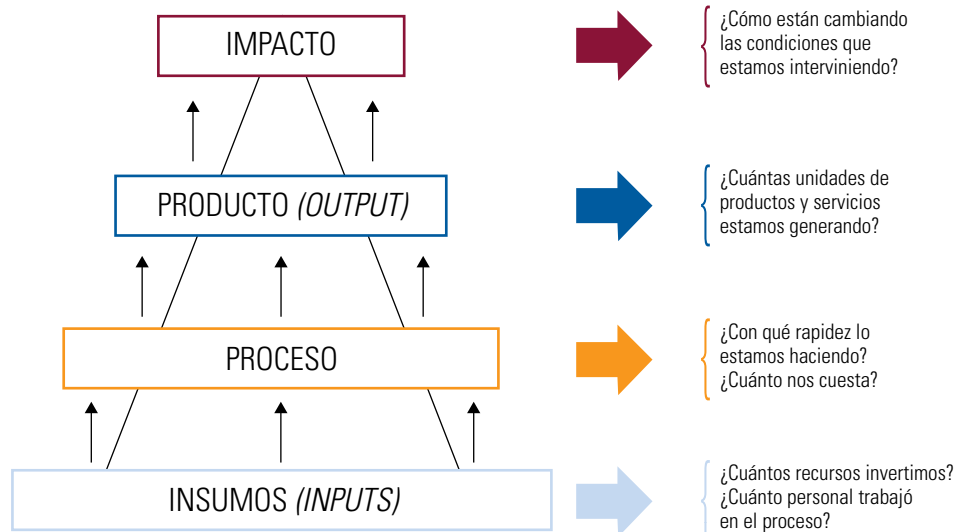 IMPACTO
¿Cómo están cambiando
las condiciones que
estamos interviniendo?
PRODUCTO (OUTPUT)
¿Cuántas unidades de
productos y servicios
estamos generando?
PROCESO
¿Con qué rapidez lo
estamos haciendo?
¿Cuánto nos cuesta?
INSUMOS (INPUTS)
¿Cuántos recursos invertimos?
¿Cuánto personal trabajó
en el proceso?